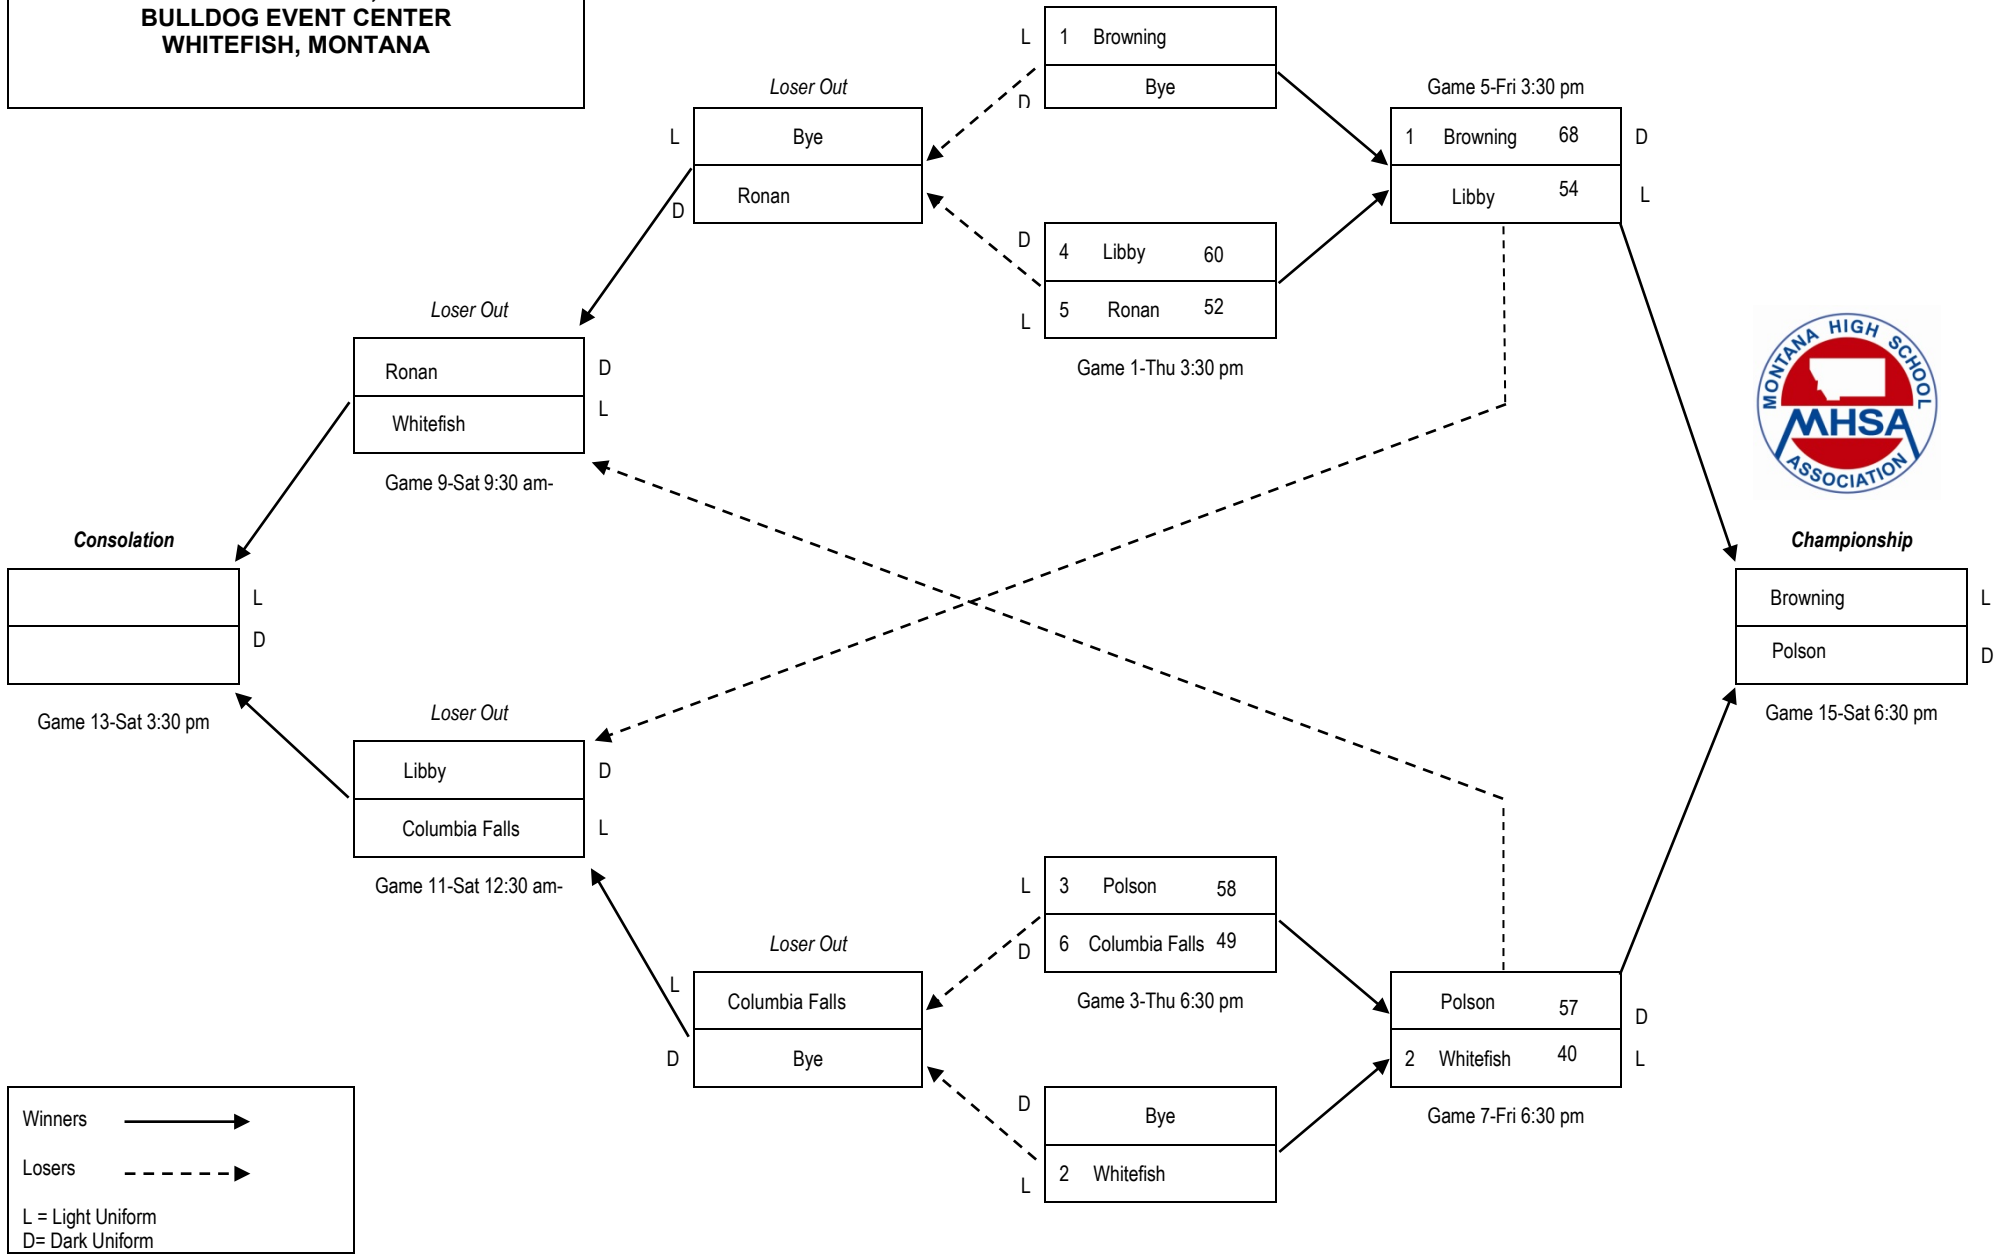 BULLDOG EVENT CENTER
WHITEFISH, MONTANA
L 1 Browning
D Bye
Loser Out
L Bye
D Ronan
Game 5-Fri 3:30 pm
1 Browning 68 D
Libby 54 L
D 4 Libby 60
L 5 Ronan 52
Game 1-Thu 3:30 pm
Loser Out
Ronan D
Whitefish L
Game 9-Sat 9:30 am-
MONTANA HIGH SCHOOL
MHSA
ASSOCIATION
Consolation
L
D
Game 13-Sat 3:30 pm
Championship
Browning L
Polson D
Game 15-Sat 6:30 pm
Loser Out
Libby D
Columbia Falls L
Game 11-Sat 12:30 am-
L 3 Polson 58
D 6 Columbia Falls 49
Game 3-Thu 6:30 pm
Loser Out
L Columbia Falls
D Bye
Polson 57 D
2 Whitefish 40 L
Game 7-Fri 6:30 pm
D Bye
L 2 Whitefish
Winners
Losers
L = Light Uniform
D= Dark Uniform